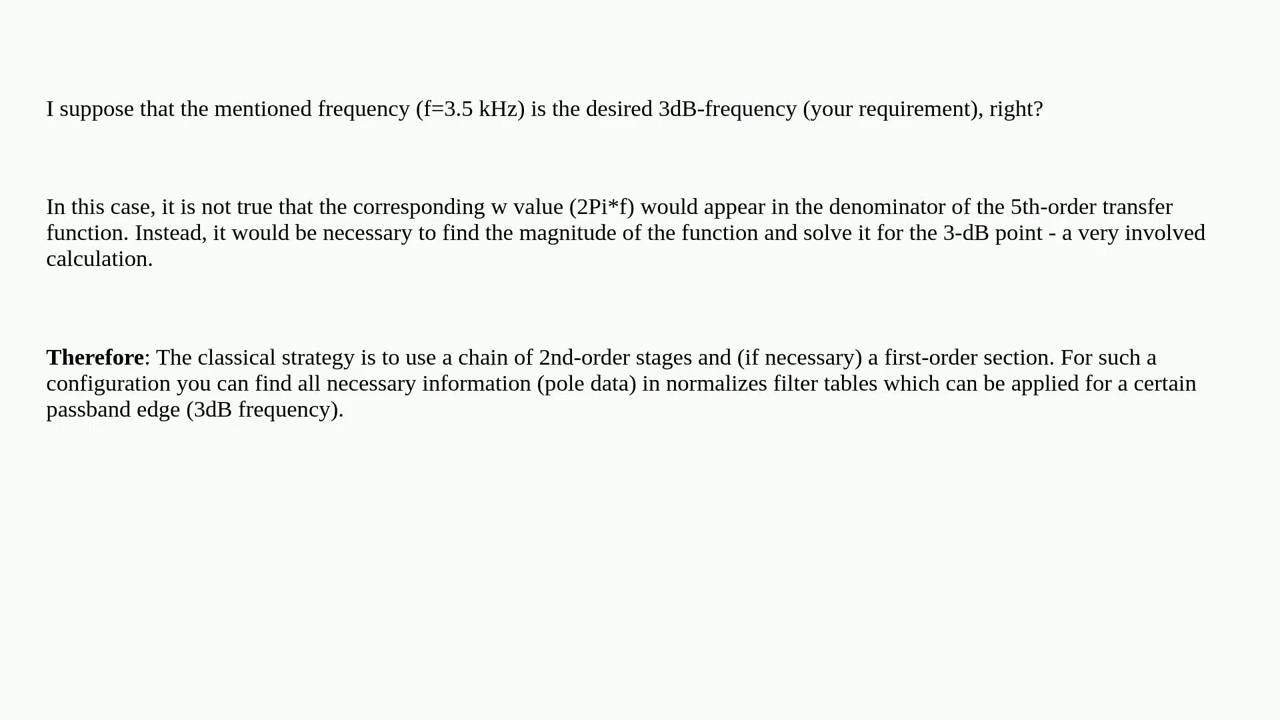 I suppose that the mentioned frequency (f=3.5 kHz) is the desired 3dB-frequency (your requirement), right?
In this case, it is not true that the corresponding w value (2Pi*f) would appear in the denominator of the 5th-order transfer
function. Instead, it would be necessary to find the magnitude of the function and solve it for the 3-dB point - a very involved
calculation.
Therefore: The classical strategy is to use a chain of 2nd-order stages and (if necessary) a first-order section. For such a
configuration you can find all necessary information (pole data) in normalizes filter tables which can be applied for a certain
passband edge (3dB frequency).